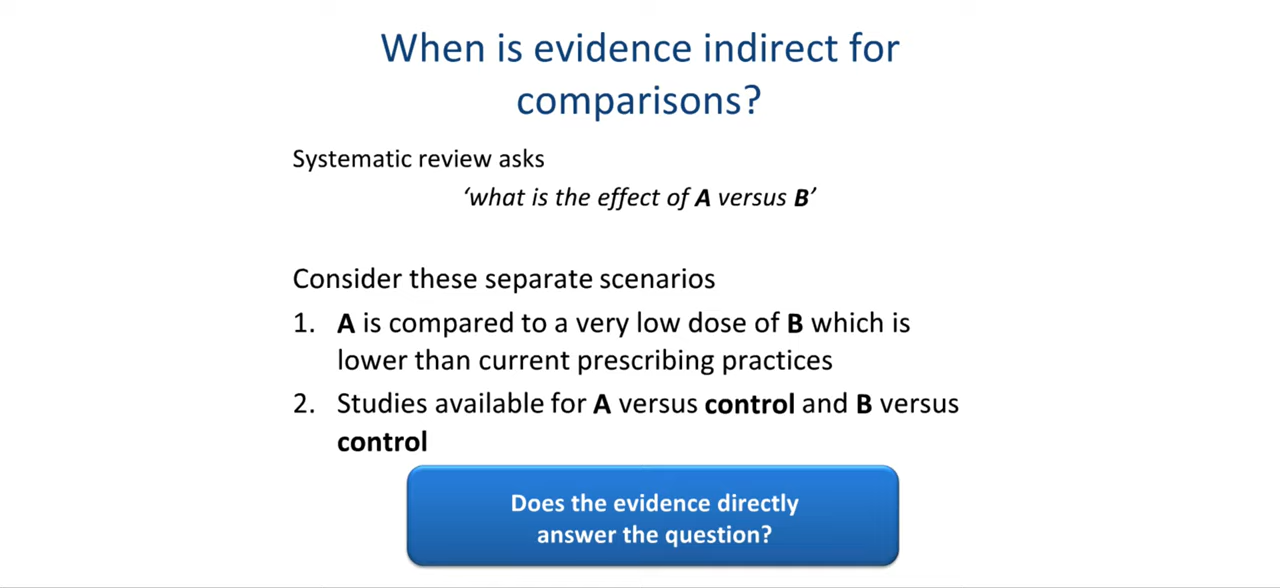 When is evidence indirect for
comparisons?
Systematic review asks
‘what is the effect of A versus B’
Consider these separate scenarios
1. A is compared to a very low dose of B which is
lower than current prescribing practices
2. Studies available for A versus control and B versus
control
Does the evidence directly
answer the question?